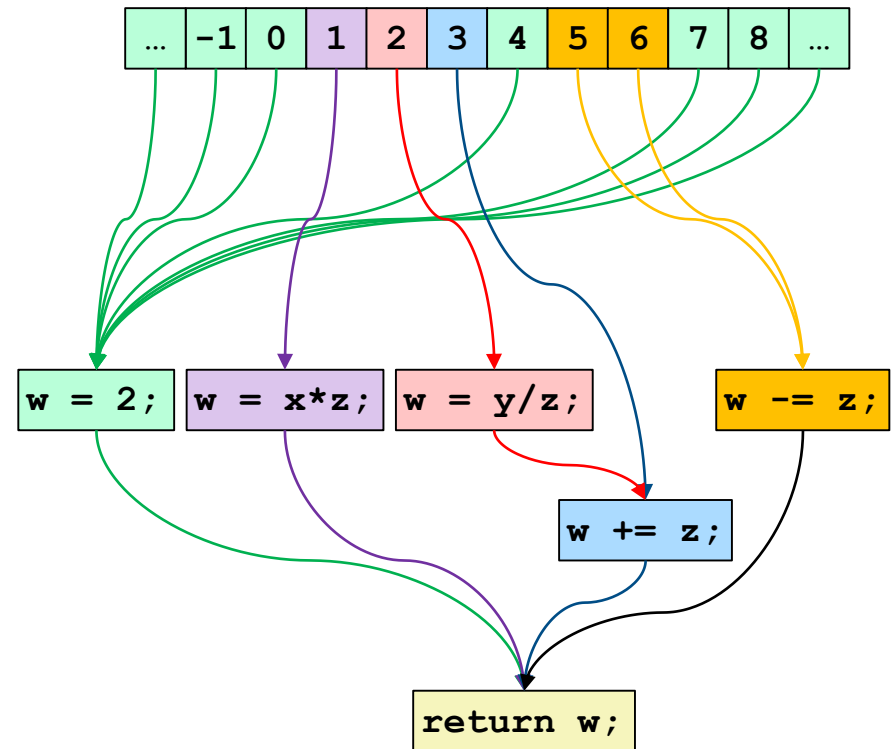 … -1 0 1 2 3 4 5 6 7 8 …
w = 2; w = x*z; w = y/z; w -= z;
w += z;
return w;